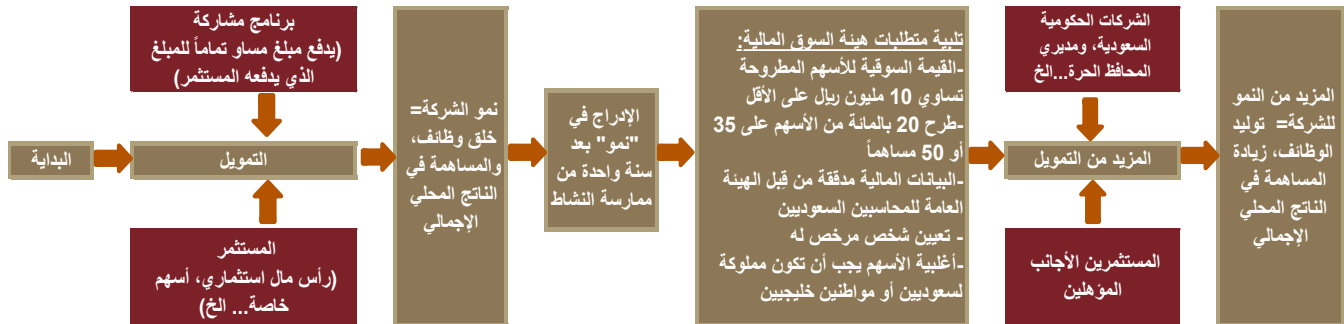 البداية
برنامج مشاركة
(يدفع مبلغ مساو تماماً للمبلغ
الذي يدفعه المستثمر)
التمويل
المستثمر
(رأس مال استثماري، أسهم
خاصة... الخ)
نمو الشركة=
خلق وظائف،
والمساهمة في
الناتج المحلي
الإجمالي
الإدراج في
"نمو" بعد
سنة واحدة من
ممارسة النشاط
تلبية متطلبات هيئة السوق المالية:
-القيمة السوقية للأسهم المطروحة
تساوي 10 مليون ريال على الأقل
-طرح 20 بالمائة من الأسهم على 35
أو 50 مساهماً
-البيانات المالية مدققة من قبل الهيئة
العامة للمحاسبين السعوديين
- تعيين شخص مرخص له
-أغلبية الأسهم يجب أن تكون مملوكة
لسعوديين أو مواطنين خليجيين
الشركات الحكومية
السعودية، ومديري
المحافظ الحرة...الخ
المزيد من التمويل
المستثمرين الأجانب
المؤهلين
المزيد من النمو
للشركة= توليد
الوظائف، زيادة
المساهمة في
الناتج المحلي
الإجمالي